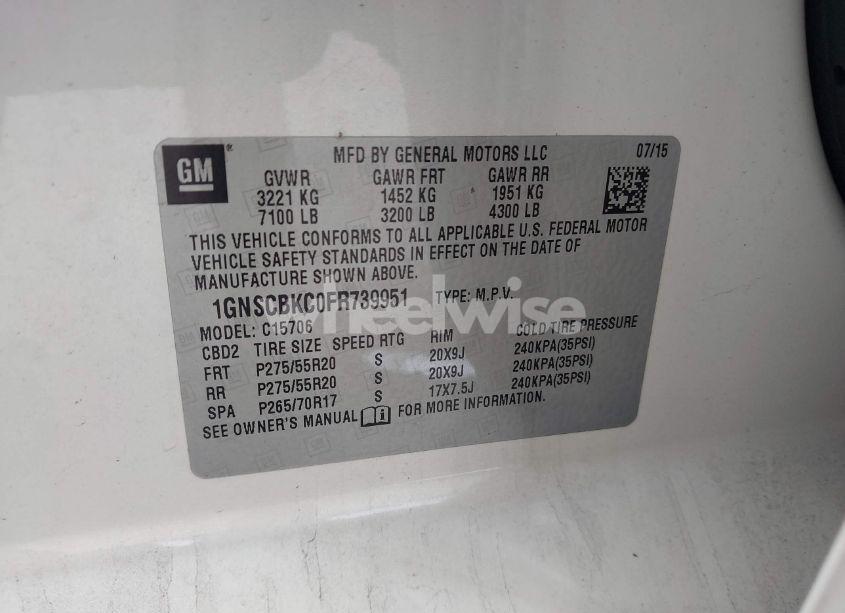 GM
MFD BY GENERAL MOTORS LLC 07/15
GVWR GAWR FRT GAWR RR
3221 KG 1452 KG 1951 KG
7100 LB 3200 LB 4300 LB
THIS VEHICLE CONFORMS TO ALL APPLICABLE U.S. FEDERAL MOTOR
VEHICLE SAFETY STANDARDS IN EFFECT ON THE DATE OF
MANUFACTURE SHOWN ABOVE.
1GNSCBKC0FR739951 TYPE: M.P.V.
MODEL: C15706
CBD2 TIRE SIZE SPEED RTG RIM COLD TIRE PRESSURE
FRT P275/55R20 S 20X9J 240KPA(35PSI)
RR P275/55R20 S 20X9J 240KPA(35PSI)
SPA P265/70R17 S 17X7.5J 240KPA(35PSI)
SEE OWNER'S MANUAL FOR MORE INFORMATION.